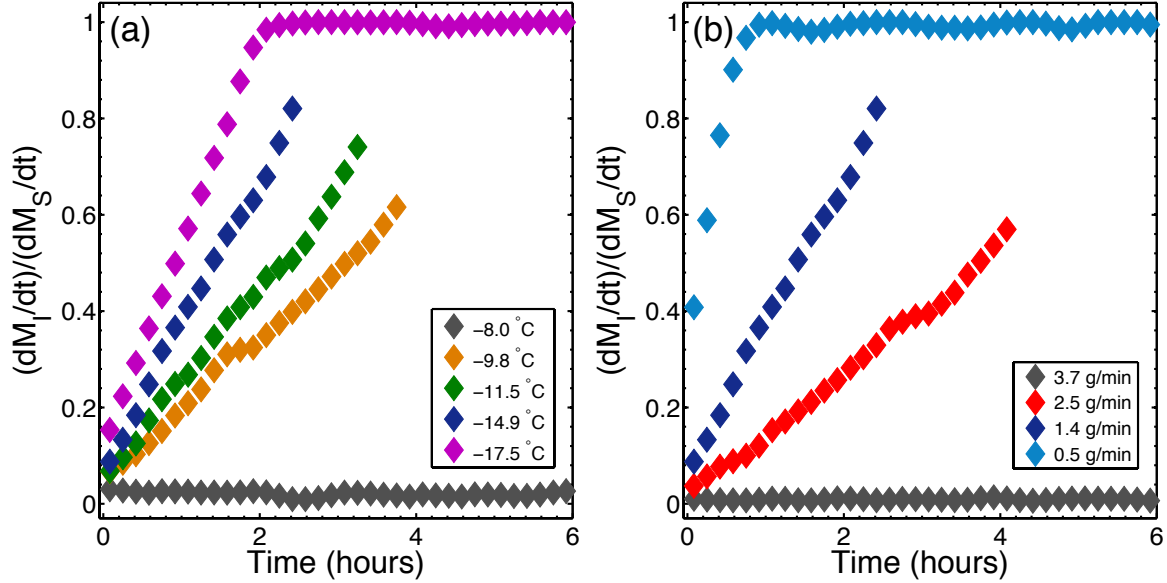 (a)
(dM_I/dt)/(dM_S/dt)
1
0.8
0.6
0.4
0.2
0
0
2
4
6
Time (hours)
−8.0 °C
−9.8 °C
−11.5 °C
−14.9 °C
−17.5 °C
(b)
(dM_I/dt)/(dM_S/dt)
1
0.8
0.6
0.4
0.2
0
0
2
4
6
Time (hours)
3.7 g/min
2.5 g/min
1.4 g/min
0.5 g/min